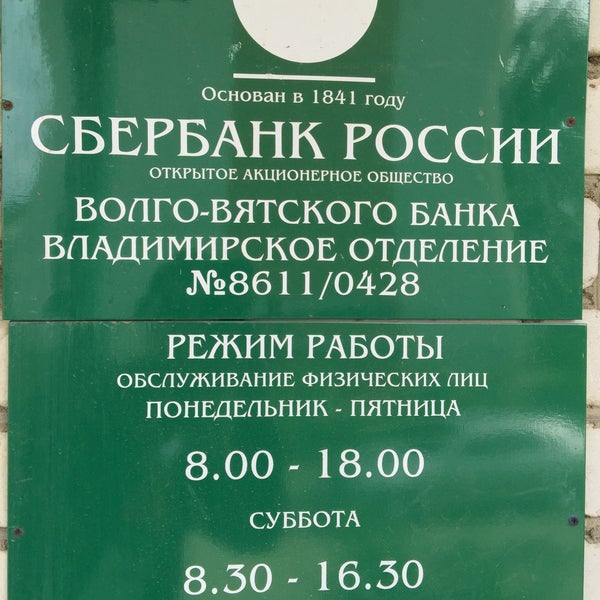 Основан в 1841 году
СБЕРБАНК РОССИИ
ОТКРЫТОЕ АКЦИОНЕРНОЕ ОБЩЕСТВО
ВОЛГО-ВЯТСКОГО БАНКА
ВЛАДИМИРСКОЕ ОТДЕЛЕНИЕ
№8611/0428
РЕЖИМ РАБОТЫ
ОБСЛУЖИВАНИЕ ФИЗИЧЕСКИХ ЛИЦ
ПОНЕДЕЛЬНИК - ПЯТНИЦА
8.00 - 18.00
СУББОТА
8.30 - 16.30